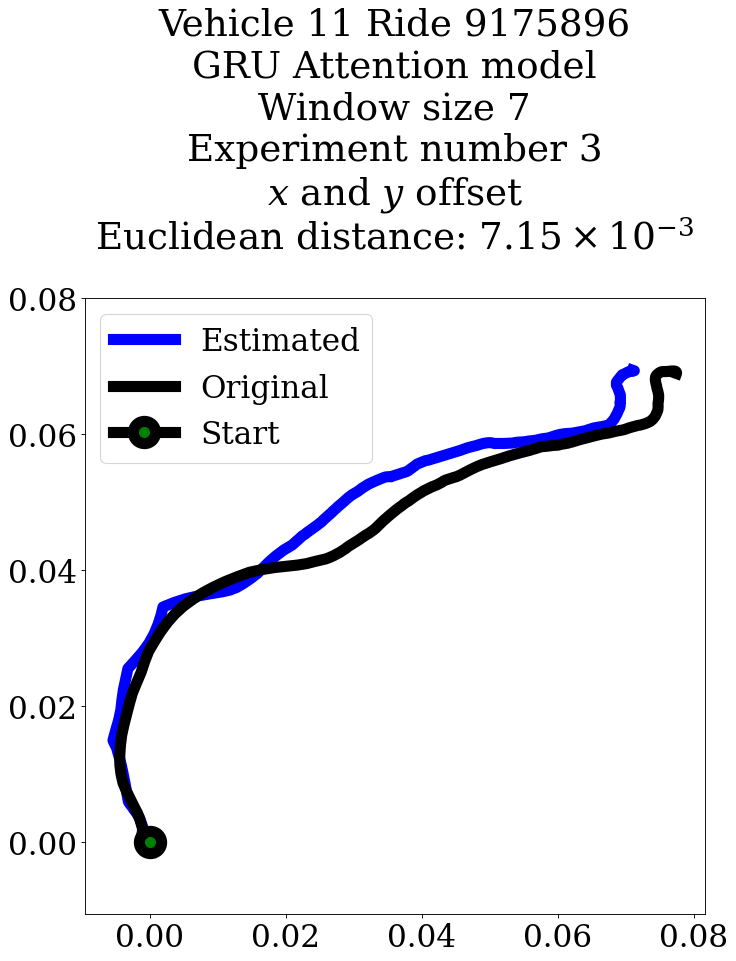 Vehicle 11 Ride 9175896
GRU Attention model
Window size 7
Experiment number 3
x and y offset
Euclidean distance: 7.15 × 10⁻³
0.08
Estimated
Original
0.06
Start
0.04
0.02
0.00
0.00 0.02 0.04 0.06 0.08